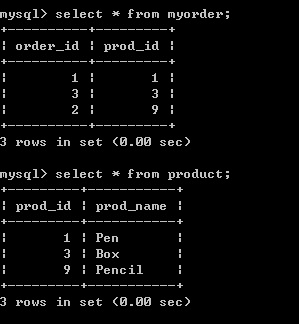 mysql> select * from myorder;
+----------+---------+
¦ order_id ¦ prod_id ¦
+----------+---------+
¦        1 ¦       1 ¦
¦        3 ¦       3 ¦
¦        2 ¦       9 ¦
+----------+---------+
3 rows in set (0.00 sec)
mysql> select * from product;
+---------+-----------+
¦ prod_id ¦ prod_name ¦
+---------+-----------+
¦       1 ¦ Pen       ¦
¦       3 ¦ Box       ¦
¦       9 ¦ Pencil    ¦
+---------+-----------+
3 rows in set (0.00 sec)